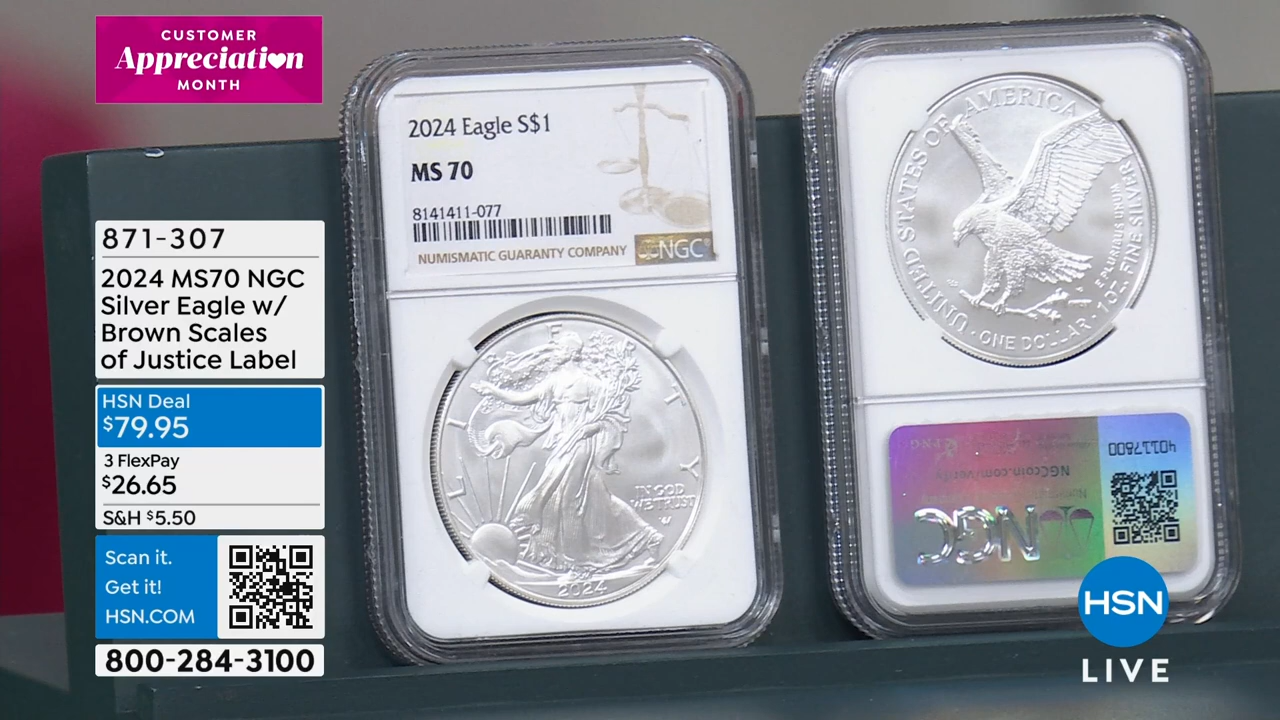 CUSTOMER
Appreciation
MONTH
871-307
2024 MS70 NGC
Silver Eagle w/
Brown Scales
of Justice Label
HSN Deal
$79.95
3 FlexPay
$26.65
S&H $5.50
Scan it.
Get it!
HSN.COM
800-284-3100
2024 Eagle S$1
MS 70
8141411-077
NUMISMATIC GUARANTY COMPANY
NGC
LIBERTY
IN GOD
WE TRUST
2024
UNITED STATES OF AMERICA
E PLURIBUS UNUM
1 OZ. FINE SILVER · ONE DOLLAR
40117800
NGCcoin.com/verify
NGC
HSN
LIVE